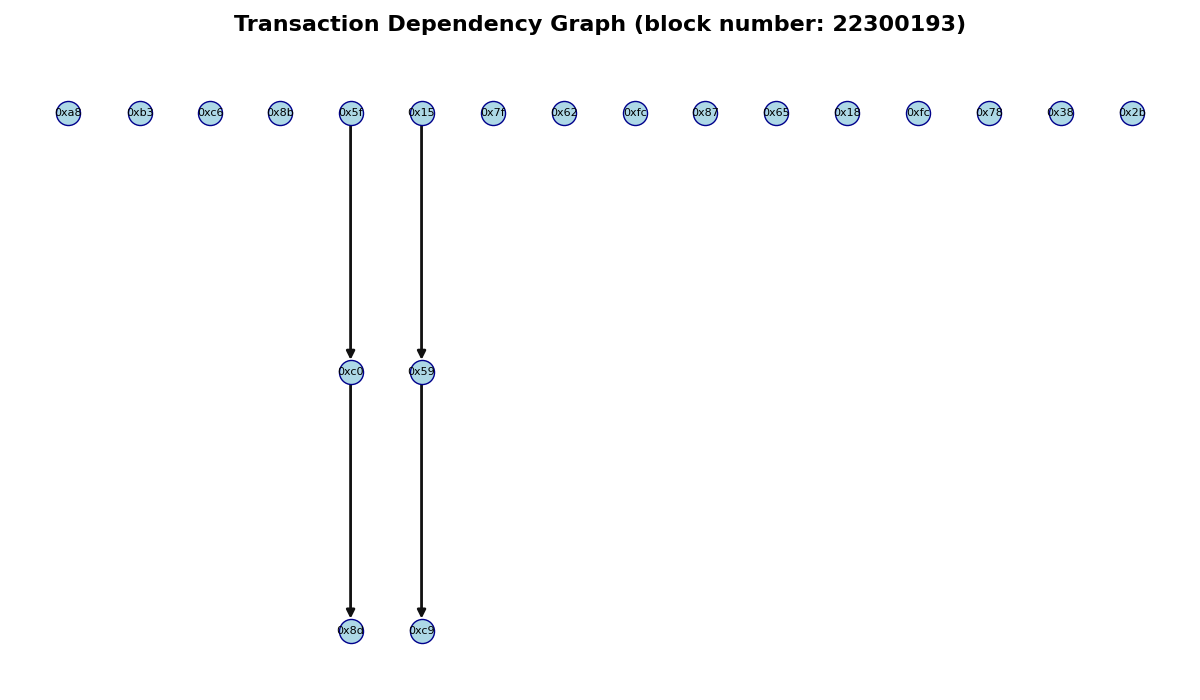 Transaction Dependency Graph (block number: 22300193)
0xa8 0xb3 0xc6 0x8b 0x5f 0x15 0x7f 0x62 0xfc 0x87 0x65 0x18 0xfc 0x78 0x38 0x2b
0xc0 0x59
0x8d 0xc9